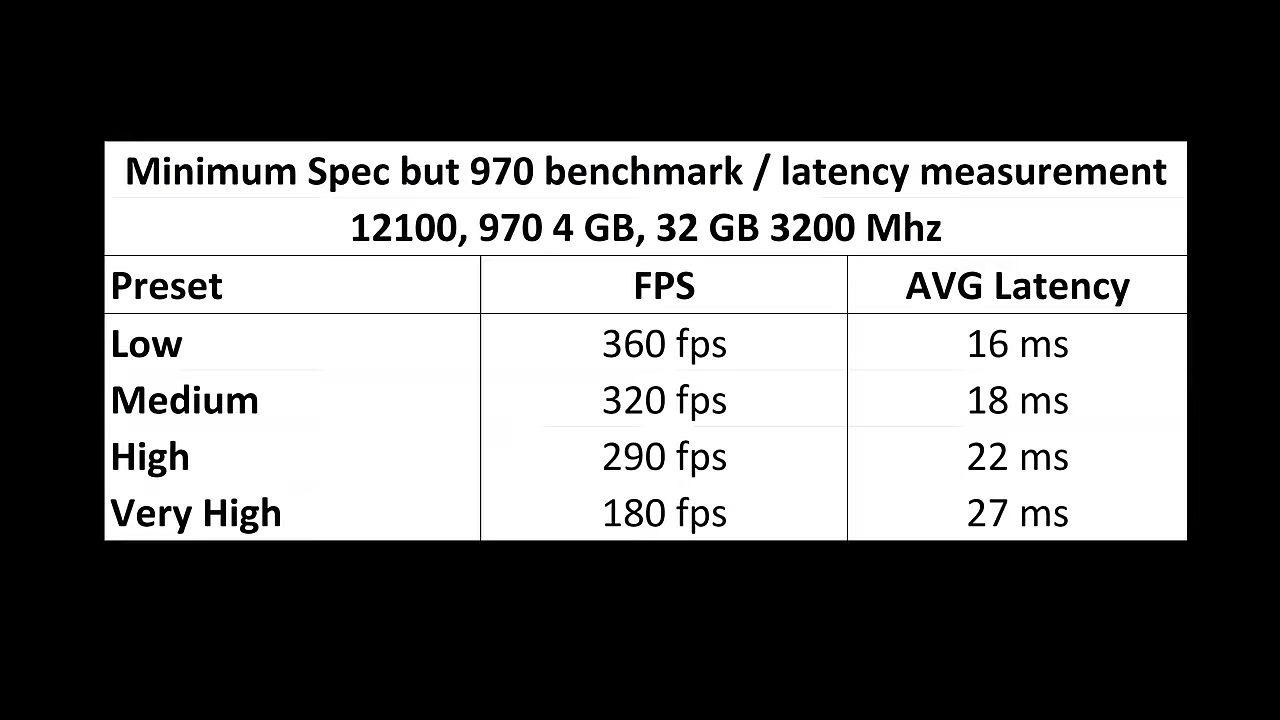 Minimum Spec but 970 benchmark / latency measurement
12100, 970 4 GB, 32 GB 3200 Mhz
Preset FPS AVG Latency
Low 360 fps 16 ms
Medium 320 fps 18 ms
High 290 fps 22 ms
Very High 180 fps 27 ms